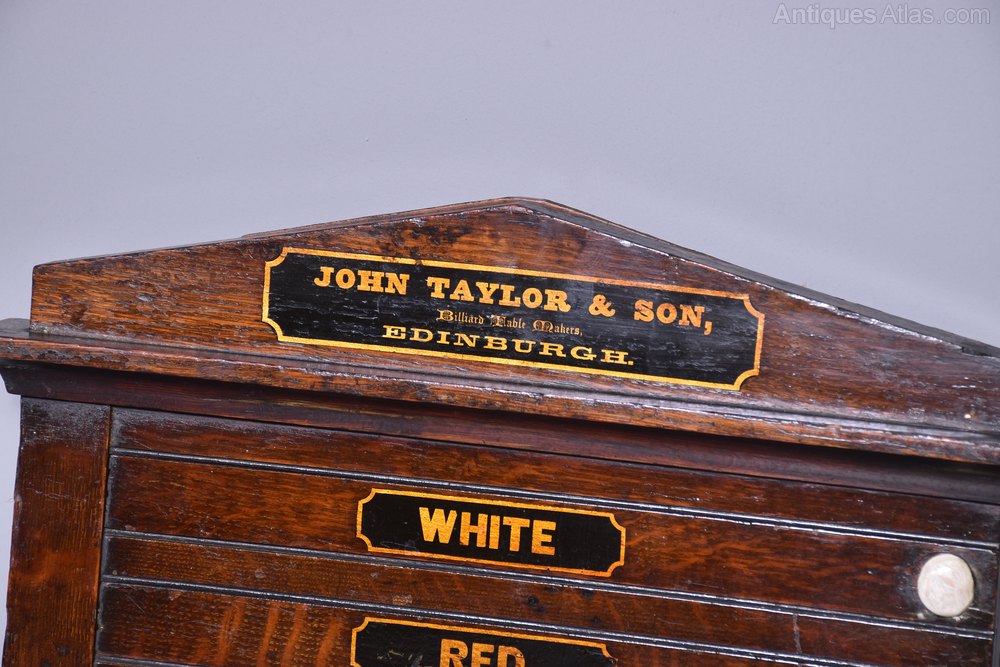 AntiquesAtlas.com
JOHN TAYLOR & SON,
Billiard Table Makers,
EDINBURGH.
WHITE
RED